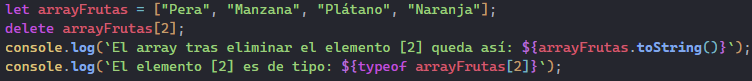 let arrayFrutas = ["Pera", "Manzana", "Plátano", "Naranja"];
delete arrayFrutas[2];
console.log(`El array tras eliminar el elemento [2] queda así: ${arrayFrutas.toString()}`);
console.log(`El elemento [2] es de tipo: ${typeof arrayFrutas[2]}`);